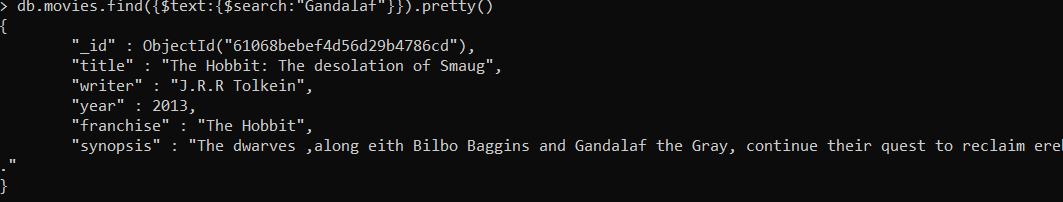 > db.movies.find({$text:{$search:"Gandalaf"}}).pretty()
{
"_id" : ObjectId("61068bebef4d56d29b4786cd"),
"title" : "The Hobbit: The desolation of Smaug",
"writer" : "J.R.R Tolkein",
"year" : 2013,
"franchise" : "The Hobbit",
"synopsis" : "The dwarves ,along eith Bilbo Baggins and Gandalaf the Gray, continue their quest to reclaim
."
}